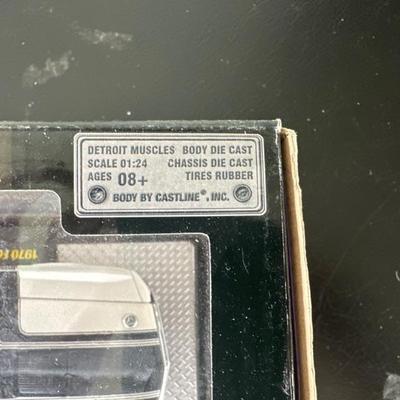 DETROIT MUSCLES BODY DIE CAST
SCALE 01:24 CHASSIS DIE CAST
AGES 08+ TIRES RUBBER
BODY BY CASTLINE®, INC.
1970